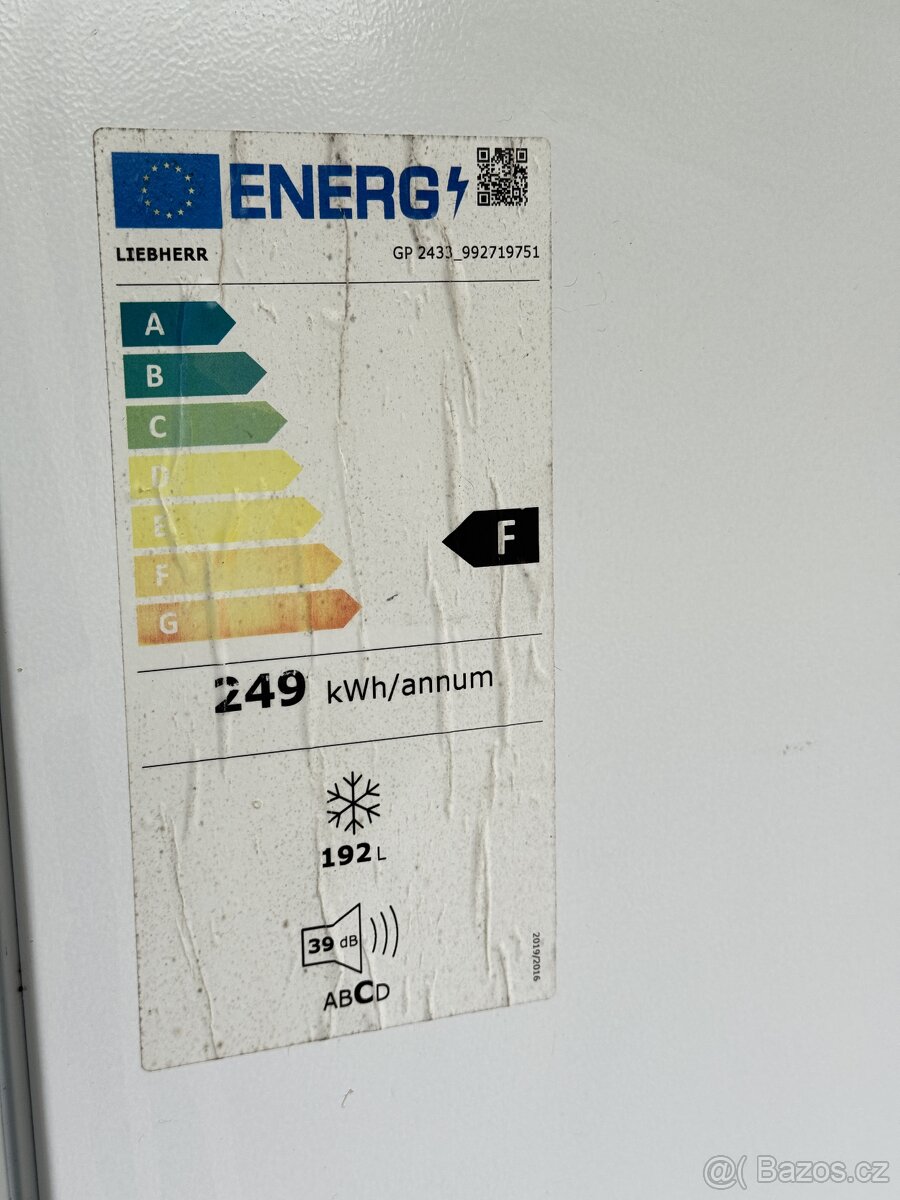 ENERG
LIEBHERR
GP 2433_992719751
A
B
C
D
E
F
G
F
249 kWh/annum
192 L
39 dB
ABCD
2019/2016
@( Bazos.cz